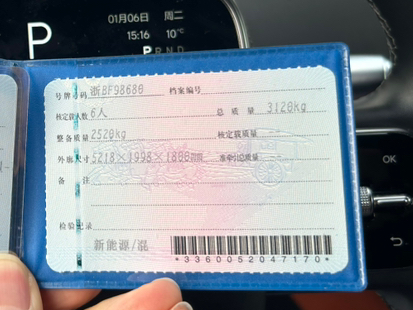 01月06日 周二
15:16 10℃
P
P R N D
号牌号码 浙BF98680 档案编号
核定载人数 6人 总质量 3120kg
整备质量 2520kg 核定载质量
外廓尺寸 5218×1998×1800mm 准牵引总质量
备注
检验记录
新能源/混
*3360052047170*
OK